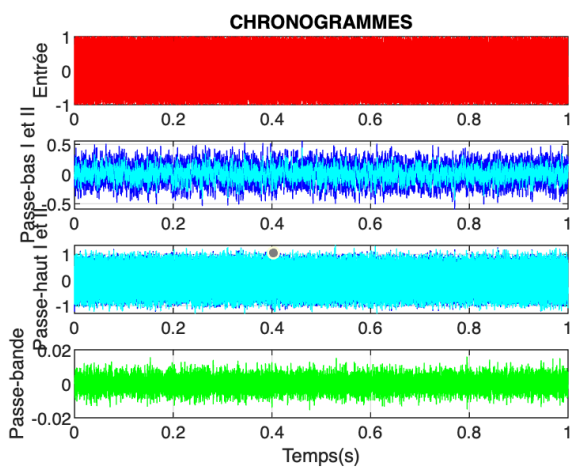 CHRONOGRAMMES
Entrée
1
0
-1
0 0.2 0.4 0.6 0.8 1
Passe-bas I et II
0.5
0
-0.5
0 0.2 0.4 0.6 0.8 1
Passe-haut I et II
1
0
-1
0 0.2 0.4 0.6 0.8 1
Passe-bande
0.02
0
-0.02
0 0.2 0.4 0.6 0.8 1
Temps(s)